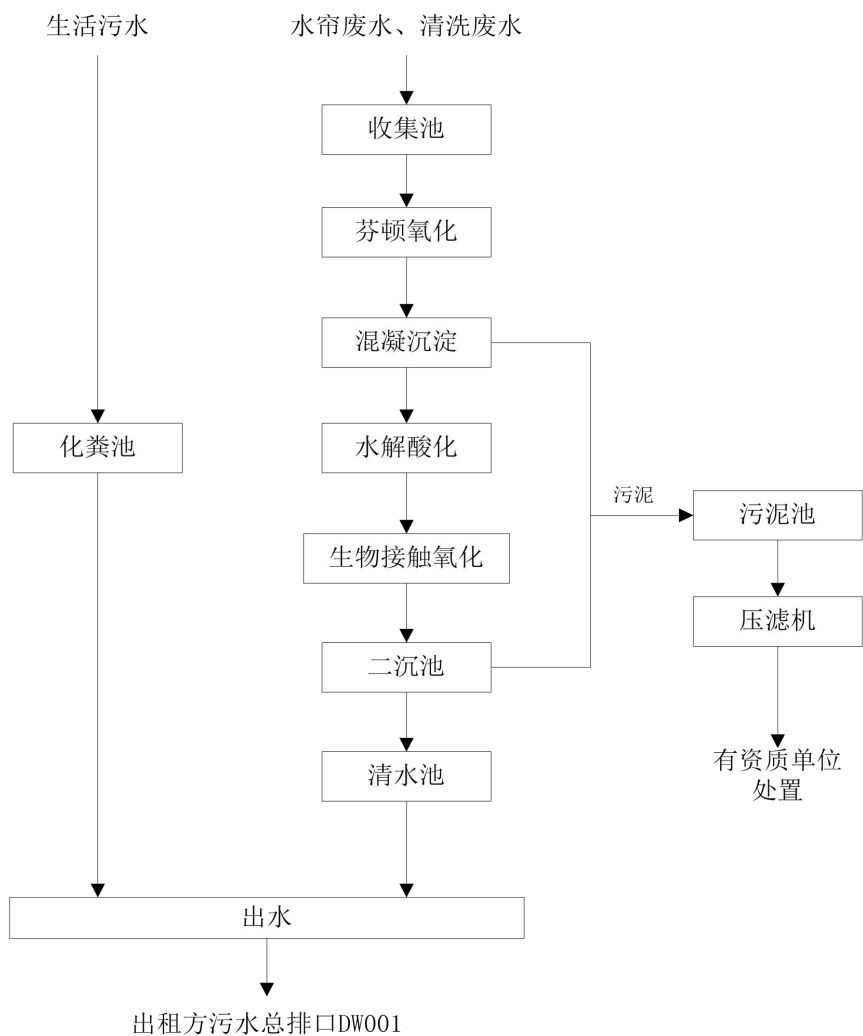 生活污水
水帘废水、清洗废水
收集池
芬顿氧化
混凝沉淀
化粪池
水解酸化
污泥
污泥池
生物接触氧化
压滤机
二沉池
清水池
有资质单位
处置
出水
出租方污水总排口DW001